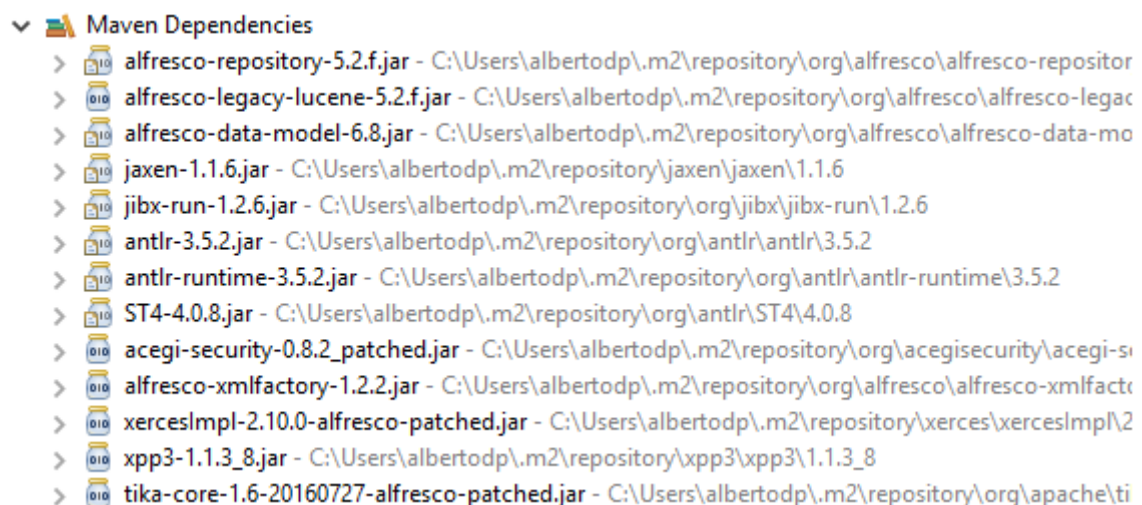 Maven Dependencies
alfresco-repository-5.2.f.jar - C:\Users\albertodp\.m2\repository\org\alfresco\alfresco-repositor
alfresco-legacy-lucene-5.2.f.jar - C:\Users\albertodp\.m2\repository\org\alfresco\alfresco-legac
alfresco-data-model-6.8.jar - C:\Users\albertodp\.m2\repository\org\alfresco\alfresco-data-mo
jaxen-1.1.6.jar - C:\Users\albertodp\.m2\repository\jaxen\jaxen\1.1.6
jibx-run-1.2.6.jar - C:\Users\albertodp\.m2\repository\org\jibx\jibx-run\1.2.6
antlr-3.5.2.jar - C:\Users\albertodp\.m2\repository\org\antlr\antlr\3.5.2
antlr-runtime-3.5.2.jar - C:\Users\albertodp\.m2\repository\org\antlr\antlr-runtime\3.5.2
ST4-4.0.8.jar - C:\Users\albertodp\.m2\repository\org\antlr\ST4\4.0.8
acegi-security-0.8.2_patched.jar - C:\Users\albertodp\.m2\repository\org\acegisecurity\acegi-s
alfresco-xmlfactory-1.2.2.jar - C:\Users\albertodp\.m2\repository\org\alfresco\alfresco-xmlfact
xercesImpl-2.10.0-alfresco-patched.jar - C:\Users\albertodp\.m2\repository\xerces\xercesImpl\2
xpp3-1.1.3_8.jar - C:\Users\albertodp\.m2\repository\xpp3\xpp3\1.1.3_8
tika-core-1.6-20160727-alfresco-patched.jar - C:\Users\albertodp\.m2\repository\org\apache\ti